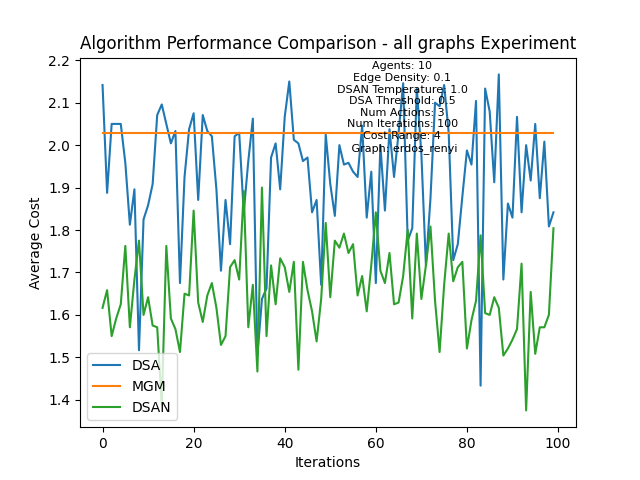 Algorithm Performance Comparison - all graphs Experiment
Agents: 10
Edge Density: 0.1
DSAN Temperature: 1.0
DSA Threshold: 0.5
Num Actions: 3
Num Iterations: 100
Cost Range: 4
Graph: erdos_renyi
2.2
2.1
2.0
1.9
1.8
1.7
1.6
1.5
1.4
Average Cost
DSA
MGM
DSAN
0
20
40
60
80
100
Iterations